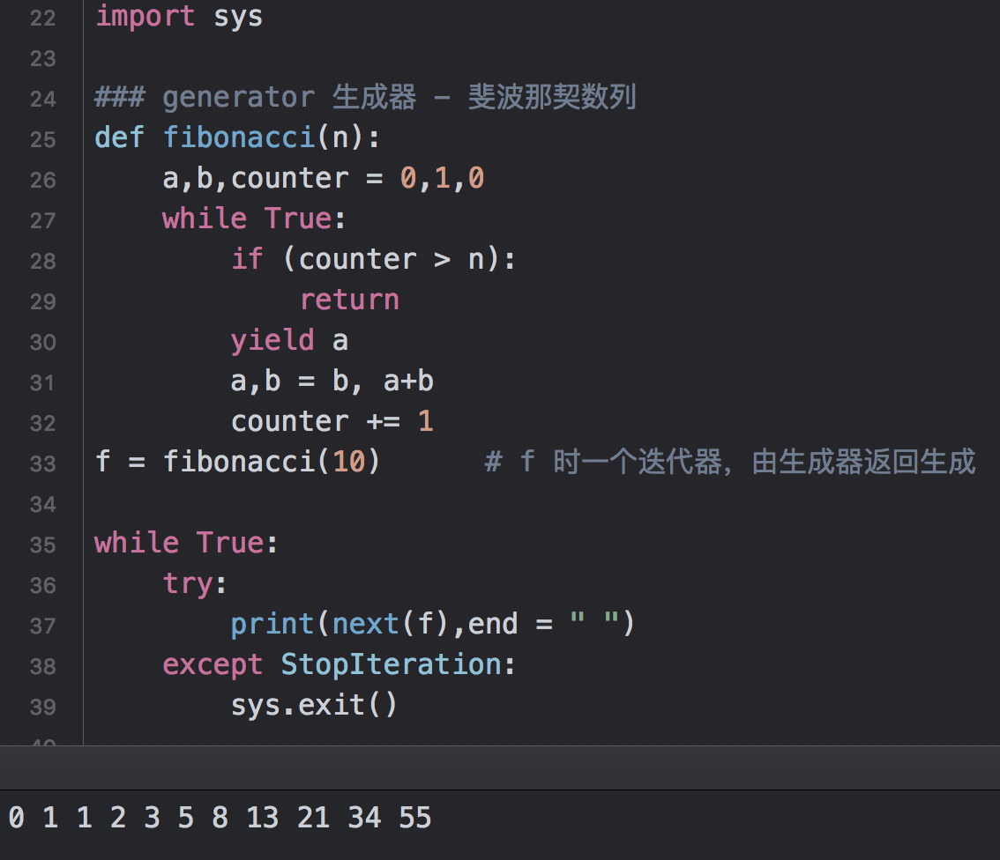 22 import sys
23
24 ### generator 生成器 - 斐波那契数列
25 def fibonacci(n):
26     a,b,counter = 0,1,0
27     while True:
28         if (counter > n):
29             return
30         yield a
31         a,b = b, a+b
32         counter += 1
33 f = fibonacci(10)      # f 时一个迭代器，由生成器返回生成
34
35 while True:
36     try:
37         print(next(f),end = " ")
38     except StopIteration:
39         sys.exit()
0 1 1 2 3 5 8 13 21 34 55